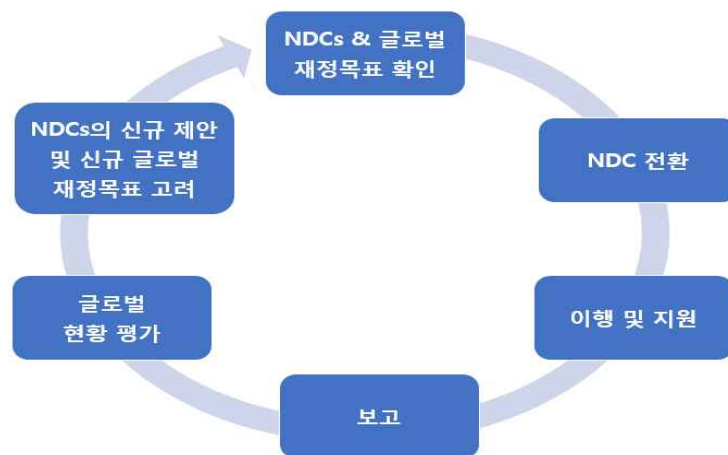 NDCs & 글로벌
재정목표 확인
NDC 전환
이행 및 지원
보고
글로벌
현황 평가
NDCs의 신규 제안
및 신규 글로벌
재정목표 고려